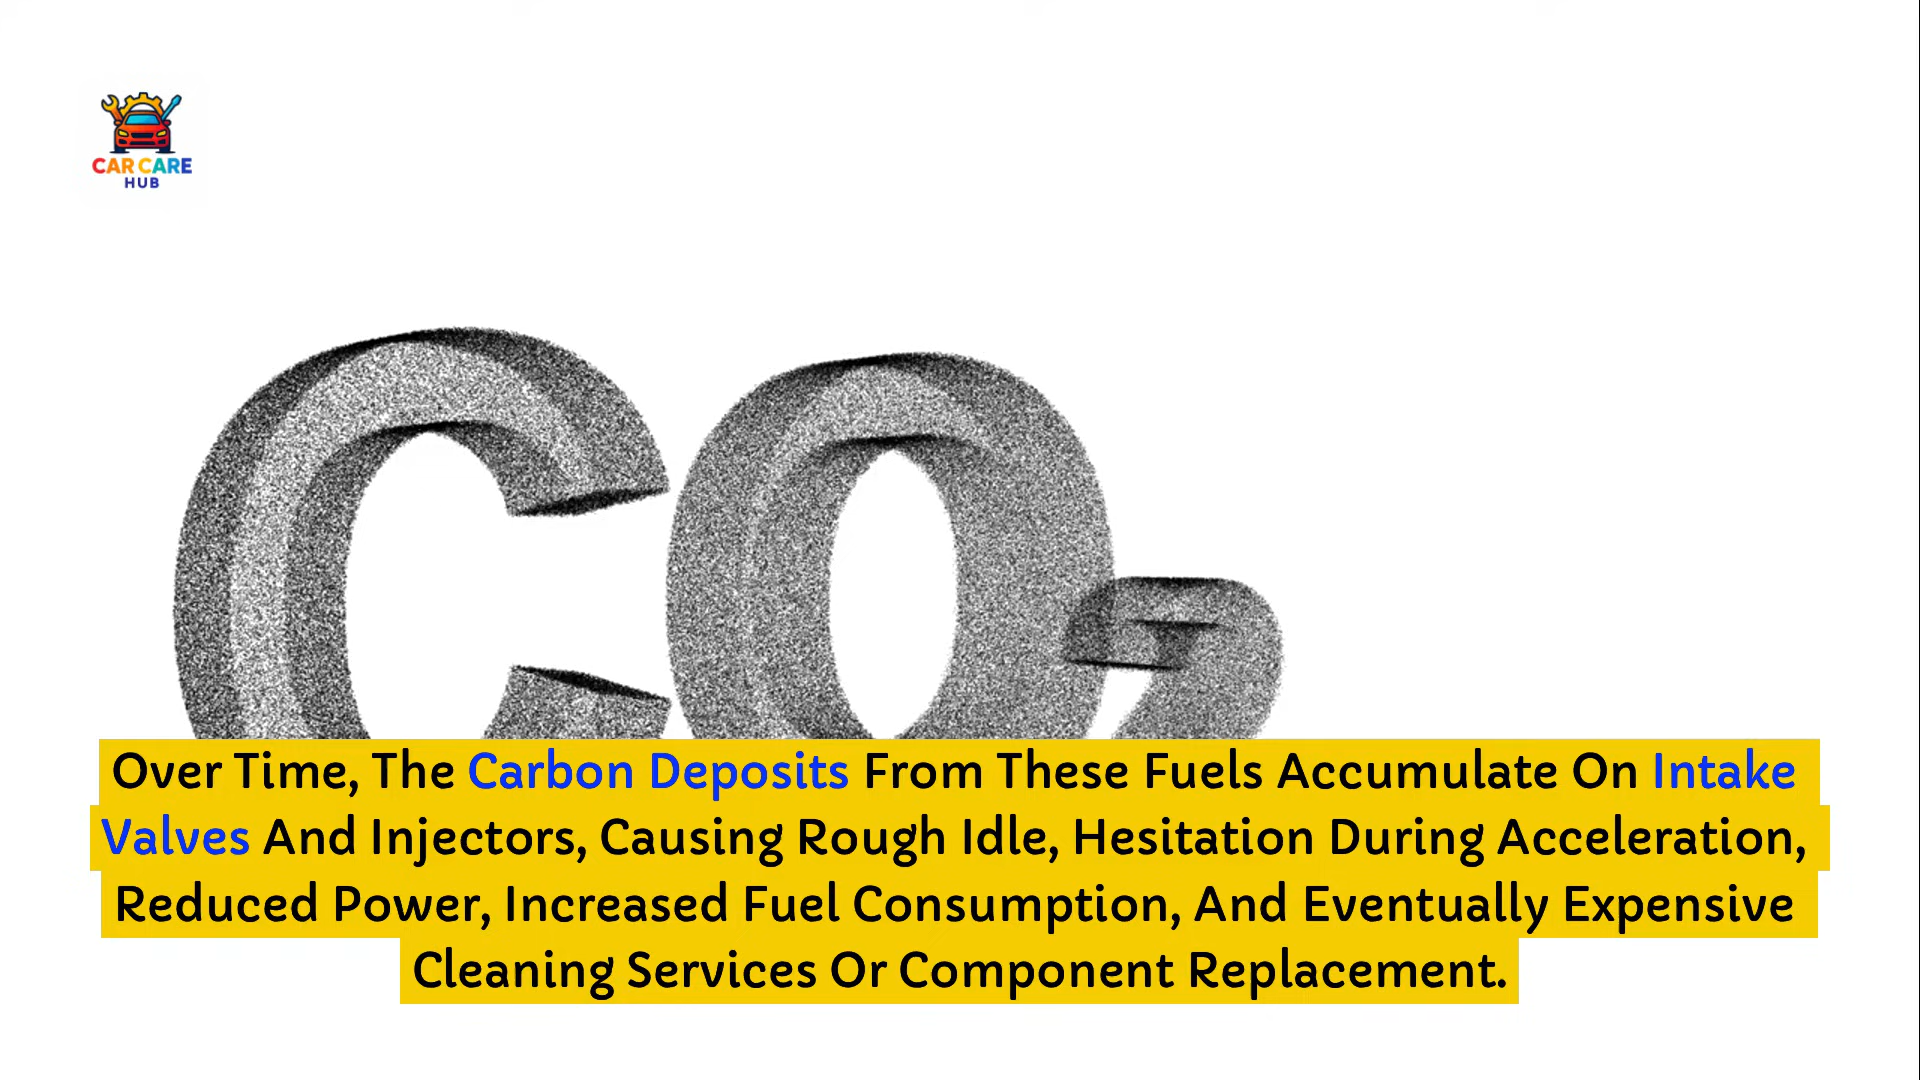 CAR CARE
HUB
CO2
Over Time, The Carbon Deposits From These Fuels Accumulate On Intake
Valves And Injectors, Causing Rough Idle, Hesitation During Acceleration,
Reduced Power, Increased Fuel Consumption, And Eventually Expensive
Cleaning Services Or Component Replacement.